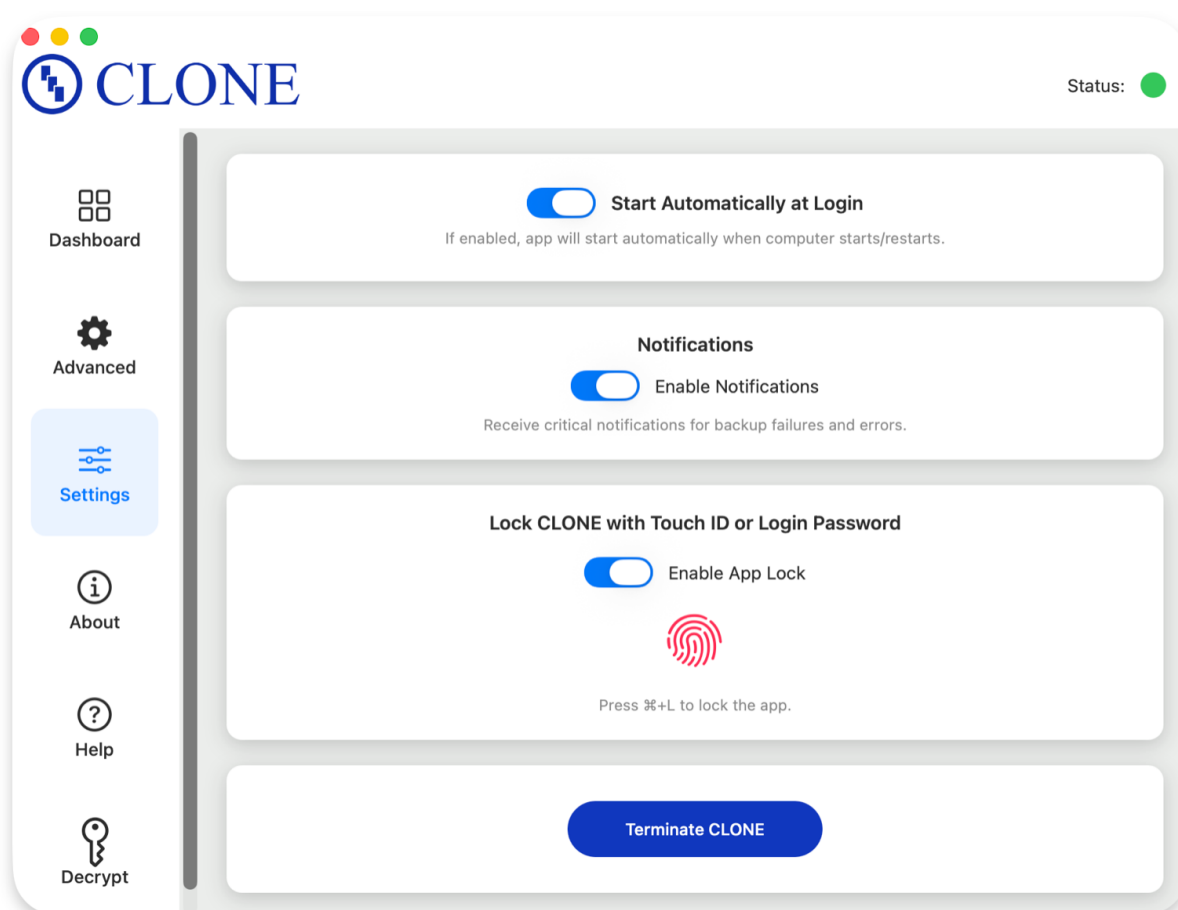 CLONE
Status:
Dashboard
Advanced
Settings
About
Help
Decrypt
Start Automatically at Login
If enabled, app will start automatically when computer starts/restarts.
Notifications
Enable Notifications
Receive critical notifications for backup failures and errors.
Lock CLONE with Touch ID or Login Password
Enable App Lock
Press ⌘+L to lock the app.
Terminate CLONE